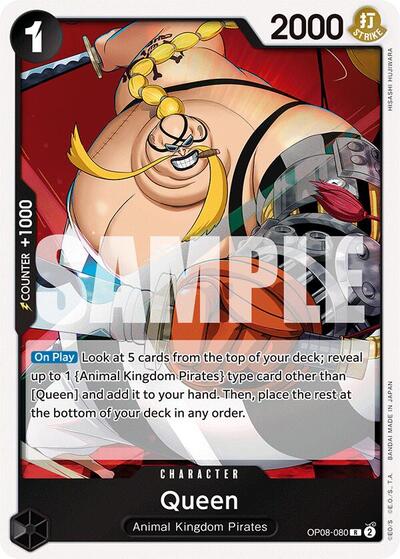 1
2000
打
STRIKE
HISASHI FUJIWARA
COUNTER +1000
SAMPLE
On Play Look at 5 cards from the top of your deck; reveal
up to 1 {Animal Kingdom Pirates} type card other than
[Queen] and add it to your hand. Then, place the rest at
the bottom of your deck in any order.
CHARACTER
Queen
Animal Kingdom Pirates
OP08-080 R 2
©E.O./S. ©E.O./S., T.A. BANDAI MADE IN JAPAN